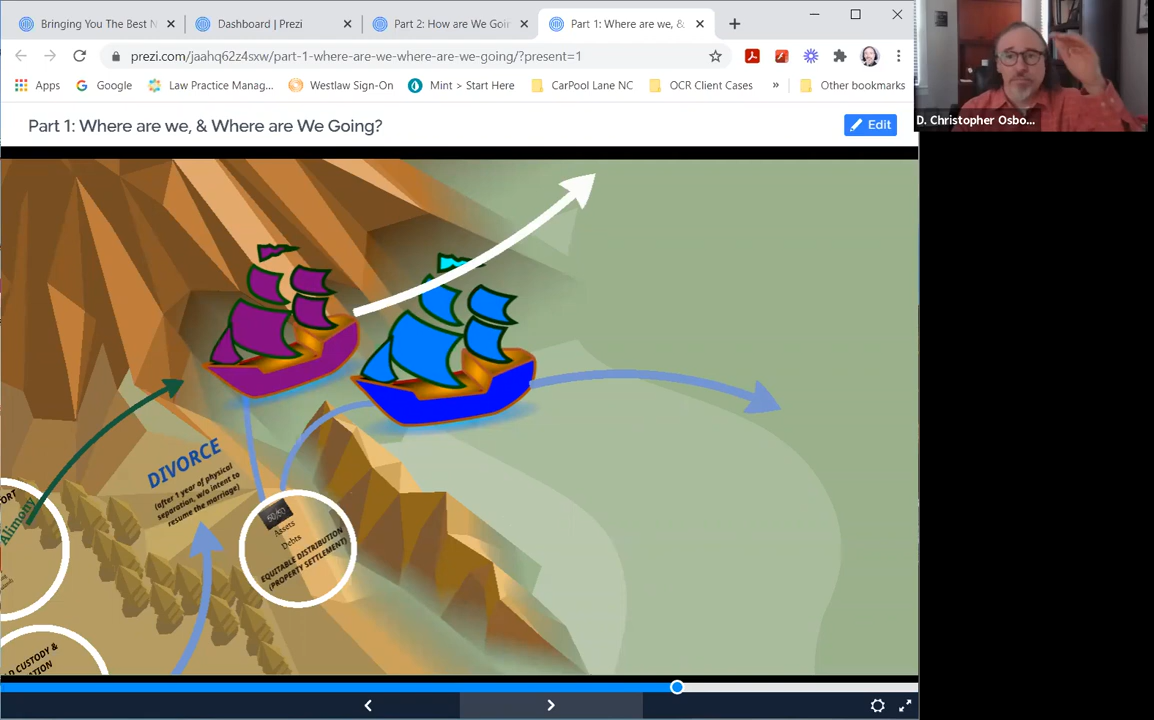 Bringing You The Best N
Dashboard | Prezi
Part 2: How are We Goin
Part 1: Where are we, &
prezi.com/jaahq62z4sxw/part-1-where-are-we-where-are-we-going/?present=1
Apps
Google
Law Practice Manag...
Westlaw Sign-On
Mint > Start Here
CarPool Lane NC
OCR Client Cases
»
Other bookmarks
D. Christopher Osbo...
Part 1: Where are we, & Where are We Going?
Edit
DIVORCE
(after 1 year of physical
separation, w/o intent to
resume the marriage)
Alimony
50/50
Assets
Debts
EQUITABLE DISTRIBUTION
(PROPERTY SETTLEMENT)
CUSTODY &